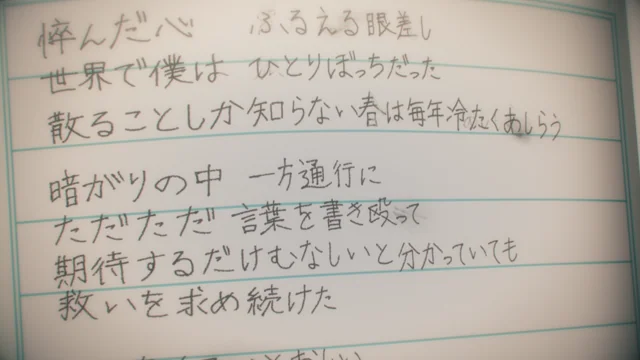 悴んだ心 ふるえる眼差し
世界で僕は ひとりぼっちだった
散ることしか知らない春は毎年冷たくあしらう
暗がりの中 一方通行に
ただただ 言葉を書き殴って
期待するだけむなしいと分かっていても
救いを求め続けた